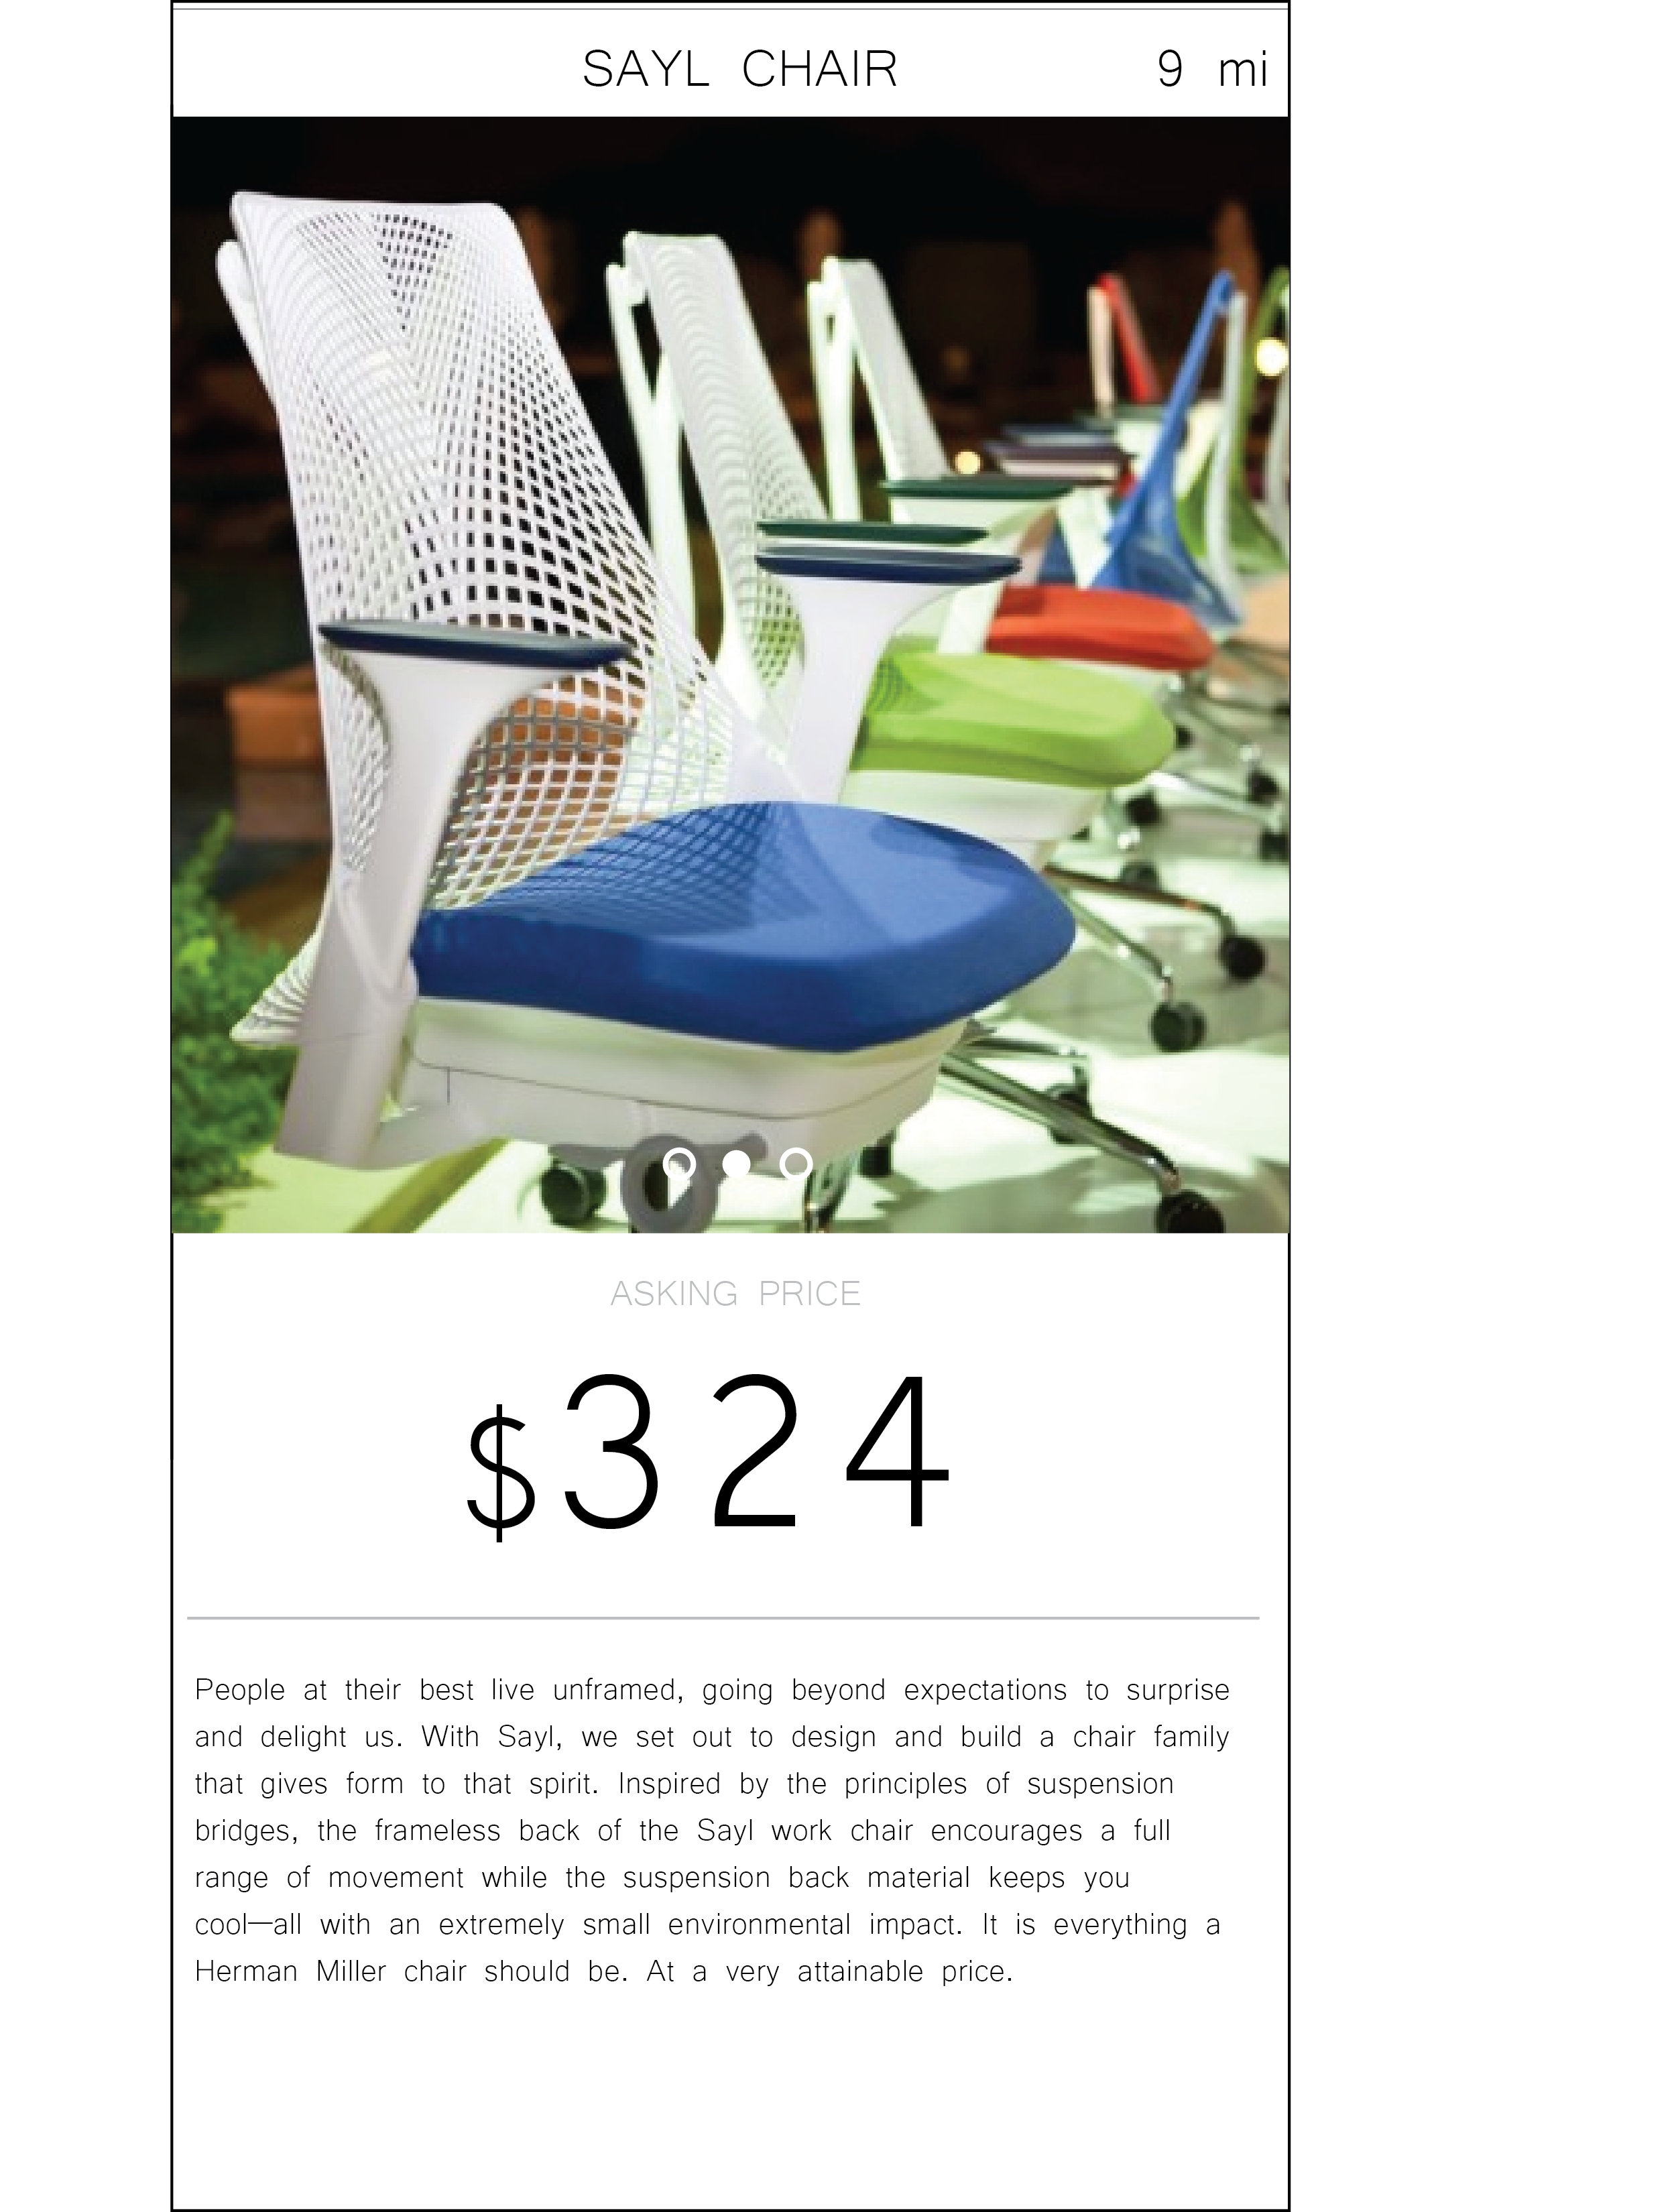 SAYL CHAIR 9 mi
ASKING PRICE
$324
People at their best live unframed, going beyond expectations to surprise
and delight us. With Sayl, we set out to design and build a chair family
that gives form to that spirit. Inspired by the principles of suspension
bridges, the frameless back of the Sayl work chair encourages a full
range of movement while the suspension back material keeps you
cool—all with an extremely small environmental impact. It is everything a
Herman Miller chair should be. At a very attainable price.